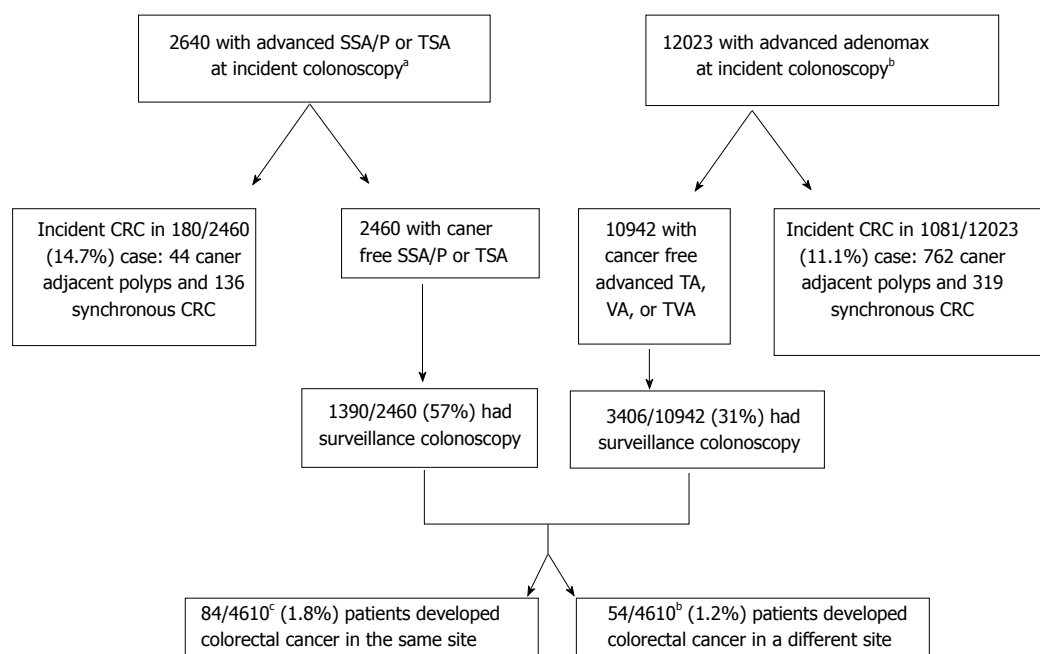 2640 with advanced SSA/P or TSA
at incident colonoscopyᵃ
12023 with advanced adenomax
at incident colonoscopyᵇ
Incident CRC in 180/2460
(14.7%) case: 44 caner
adjacent polyps and 136
synchronous CRC
2460 with caner
free SSA/P or TSA
10942 with
cancer free
advanced TA,
VA, or TVA
Incident CRC in 1081/12023
(11.1%) case: 762 caner
adjacent polyps and 319
synchronous CRC
1390/2460 (57%) had
surveillance colonoscopy
3406/10942 (31%) had
surveillance colonoscopy
84/4610ᶜ (1.8%) patients developed
colorectal cancer in the same site
54/4610ᵇ (1.2%) patients developed
colorectal cancer in a different site